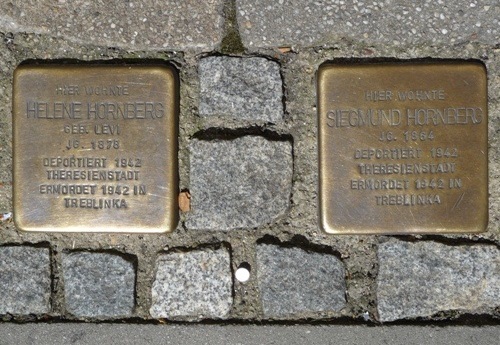 HIER WOHNTE
HELENE HORNBERG
GEB. LEVI
JG. 1878
DEPORTIERT 1942
THERESIENSTADT
ERMORDET 1942 IN
TREBLINKA
HIER WOHNTE
SIEGMUND HORNBERG
JG. 1864
DEPORTIERT 1942
THERESIENSTADT
ERMORDET 1942 IN
TREBLINKA